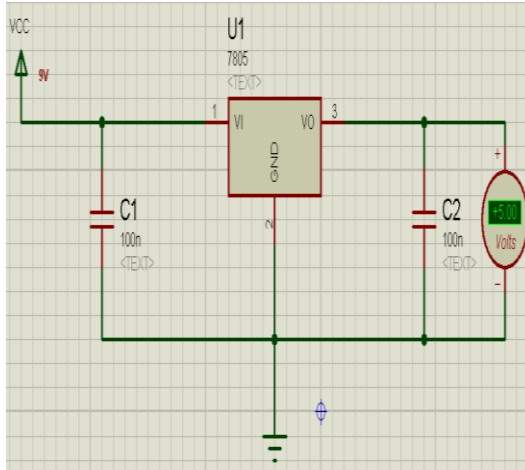 VCC
9V
U1
7805
<TEXT>
1
VI
VO
3
GND
2
C1
100n
<TEXT>
C2
100n
<TEXT>
+
+5.00
Volts
-